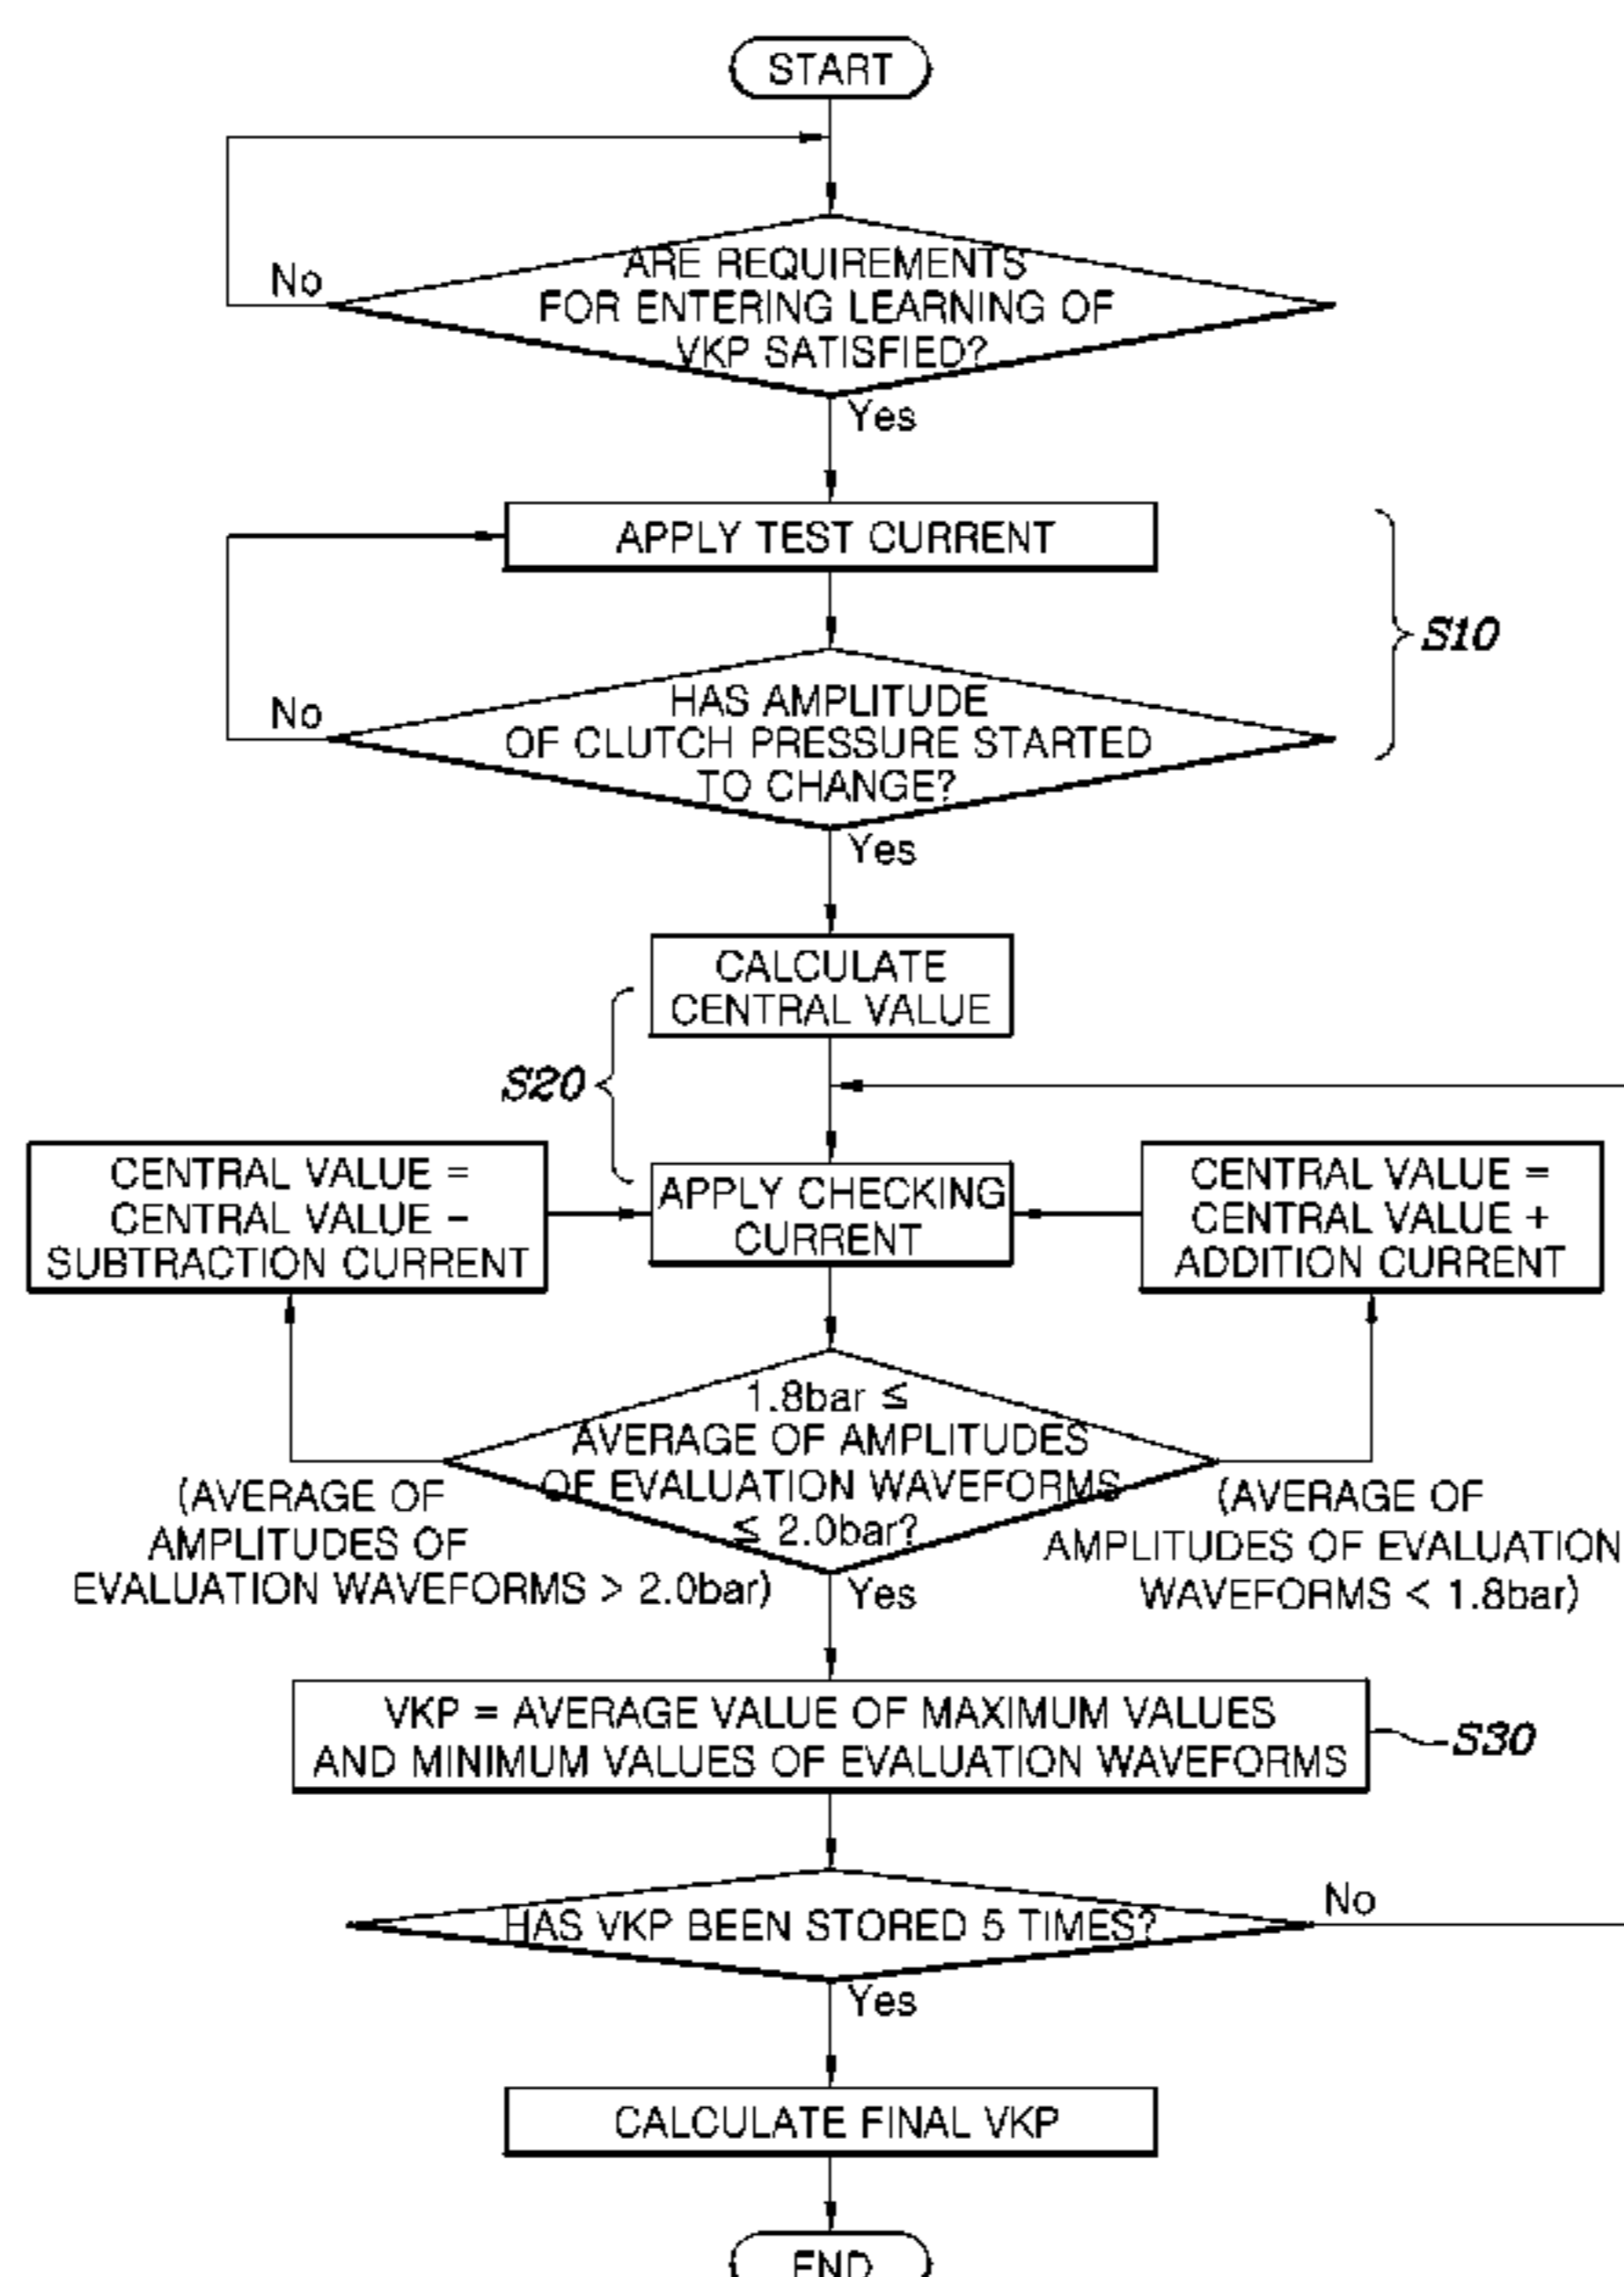 START
No
ARE REQUIREMENTS
FOR ENTERING LEARNING OF
VKP SATISFIED?
Yes
APPLY TEST CURRENT
S10
No
HAS AMPLITUDE
OF CLUTCH PRESSURE STARTED
TO CHANGE?
Yes
CALCULATE
CENTRAL VALUE
S20
CENTRAL VALUE =
CENTRAL VALUE −
SUBTRACTION CURRENT
APPLY CHECKING
CURRENT
CENTRAL VALUE =
CENTRAL VALUE +
ADDITION CURRENT
1.8bar ≤
AVERAGE OF AMPLITUDES
OF EVALUATION WAVEFORMS
≤ 2.0bar?
(AVERAGE OF
AMPLITUDES OF
EVALUATION WAVEFORMS > 2.0bar)
(AVERAGE OF
AMPLITUDES OF EVALUATION
WAVEFORMS < 1.8bar)
Yes
VKP = AVERAGE VALUE OF MAXIMUM VALUES
AND MINIMUM VALUES OF EVALUATION WAVEFORMS
S30
HAS VKP BEEN STORED 5 TIMES?
No
Yes
CALCULATE FINAL VKP
END